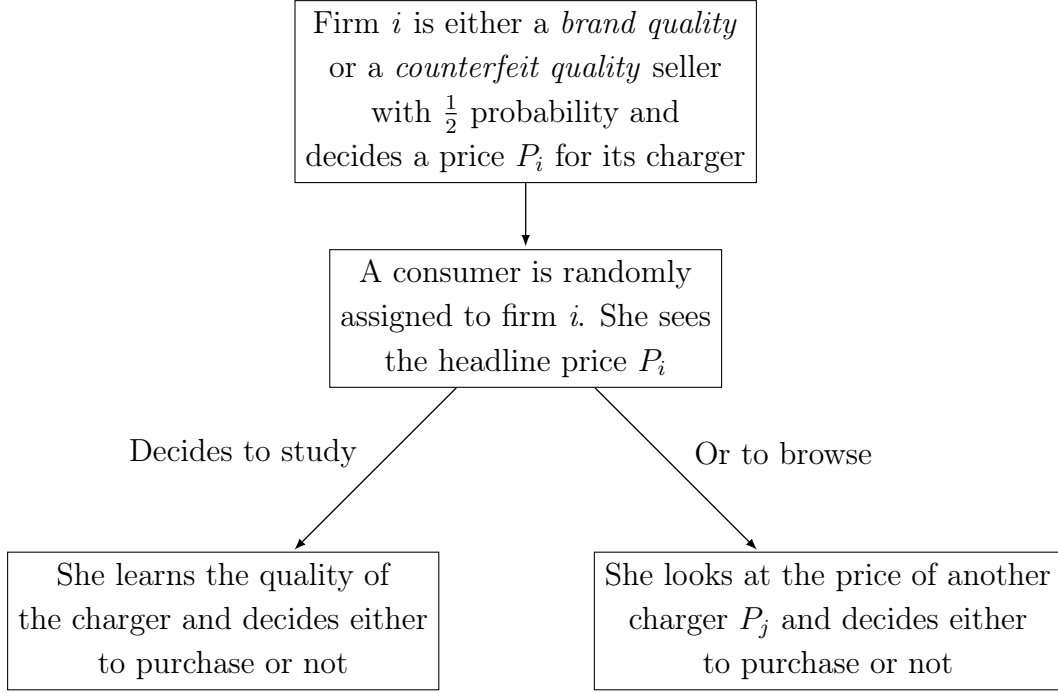 Firm i is either a brand quality
or a counterfeit quality seller
with 1/2 probability and
decides a price P_i for its charger
A consumer is randomly
assigned to firm i. She sees
the headline price P_i
Decides to study
Or to browse
She learns the quality of
the charger and decides either
to purchase or not
She looks at the price of another
charger P_j and decides either
to purchase or not